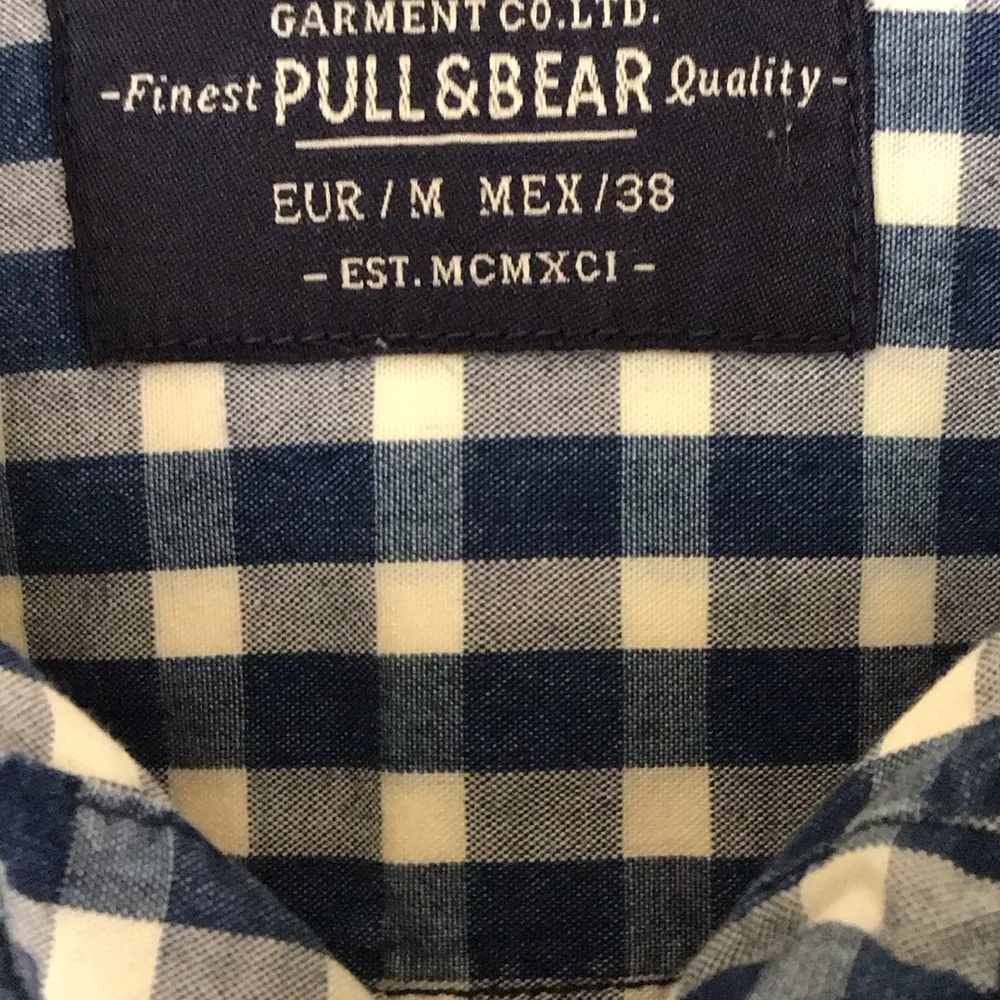 GARMENT CO.LTD.
-Finest PULL&BEAR Quality-
EUR/M MEX/38
- EST. MCMXCI -